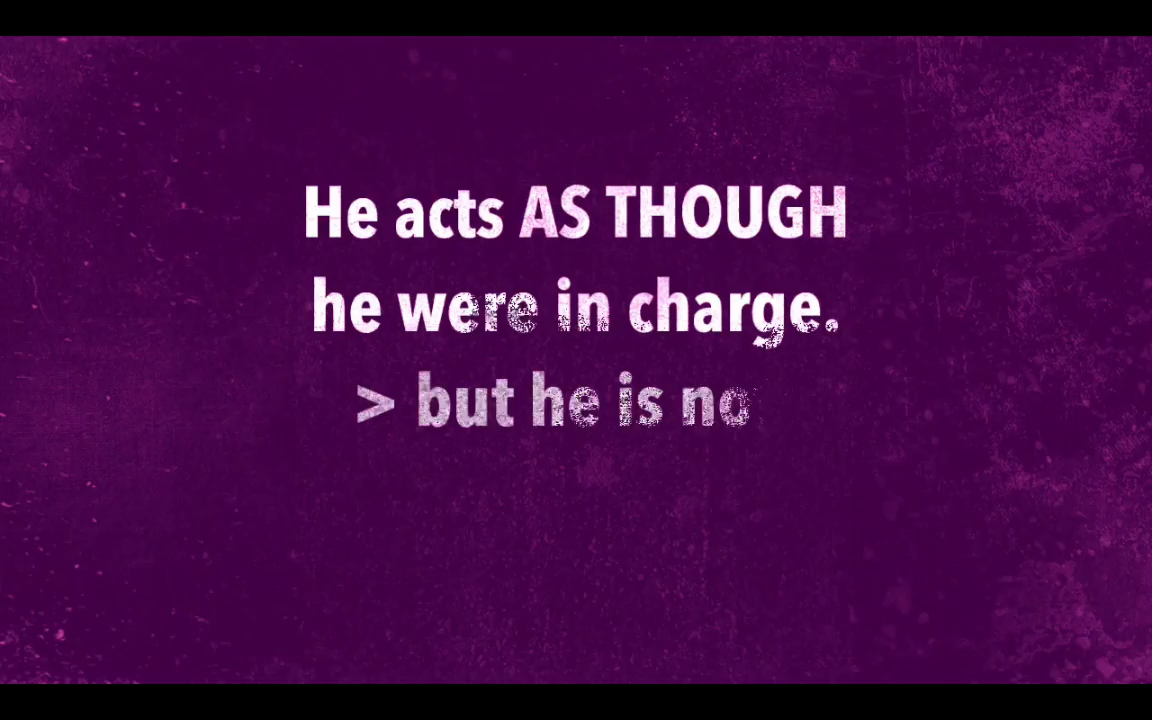 He acts AS THOUGH
he were in charge.
> but he is no